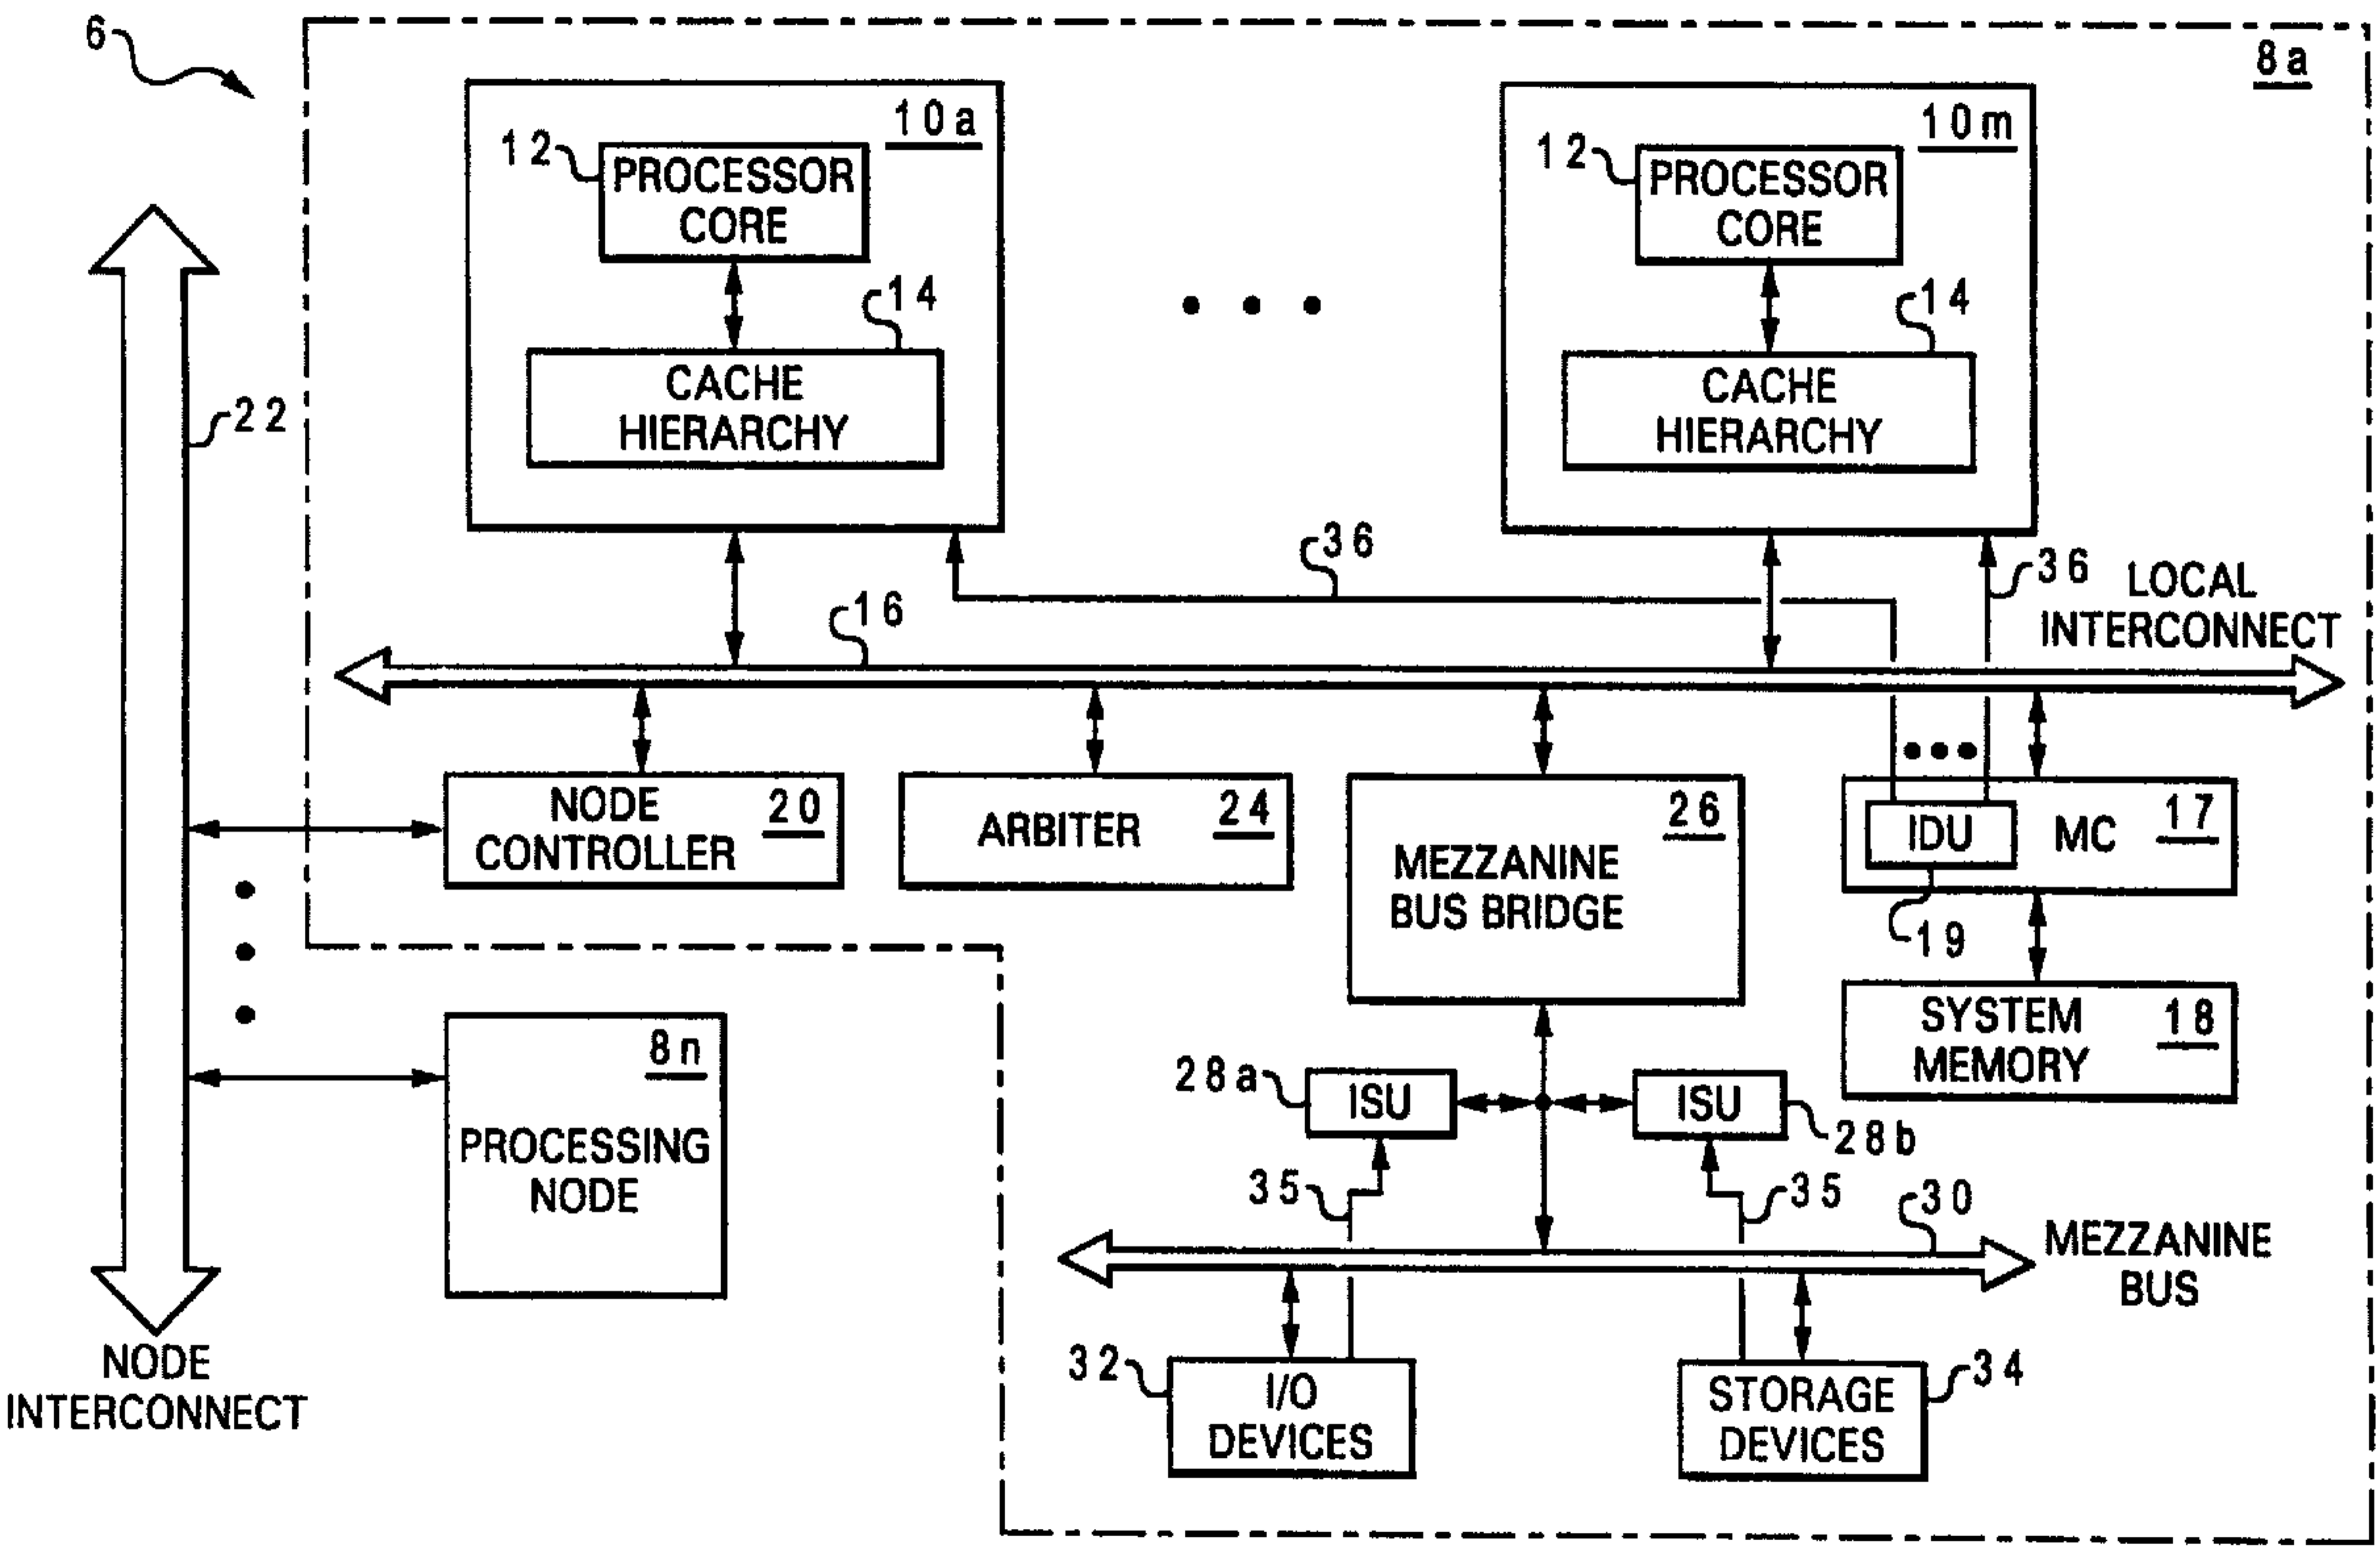 6
8a
10a
12
PROCESSOR
CORE
14
CACHE
HIERARCHY
10m
12
PROCESSOR
CORE
14
CACHE
HIERARCHY
22
36
36
16
LOCAL
INTERCONNECT
NODE
CONTROLLER
20
ARBITER
24
MEZZANINE
BUS BRIDGE
26
IDU
MC
17
19
SYSTEM
MEMORY
18
8n
PROCESSING
NODE
28a
ISU
ISU
28b
35
35
30
MEZZANINE
BUS
NODE
INTERCONNECT
32
I/O
DEVICES
STORAGE
DEVICES
34